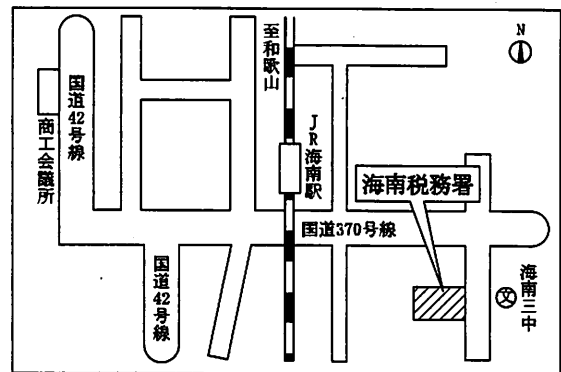 至和歌山
N
国道42号線
商工会議所
JR海南駅
海南税務署
国道370号線
国道42号線
文
海南三中